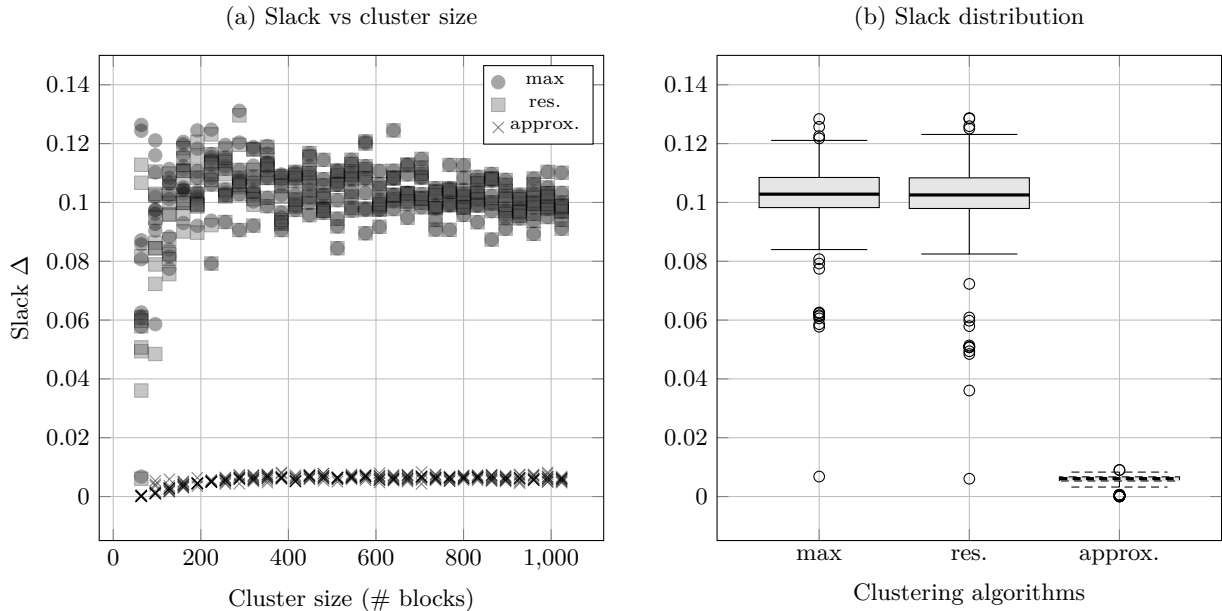 (a) Slack vs cluster size
0.14
0.12
0.1
0.08
0.06
0.04
0.02
0
Slack Δ
max
res.
approx.
0
200
400
600
800
1,000
Cluster size (# blocks)
(b) Slack distribution
0.14
0.12
0.1
0.08
0.06
0.04
0.02
0
max
res.
approx.
Clustering algorithms